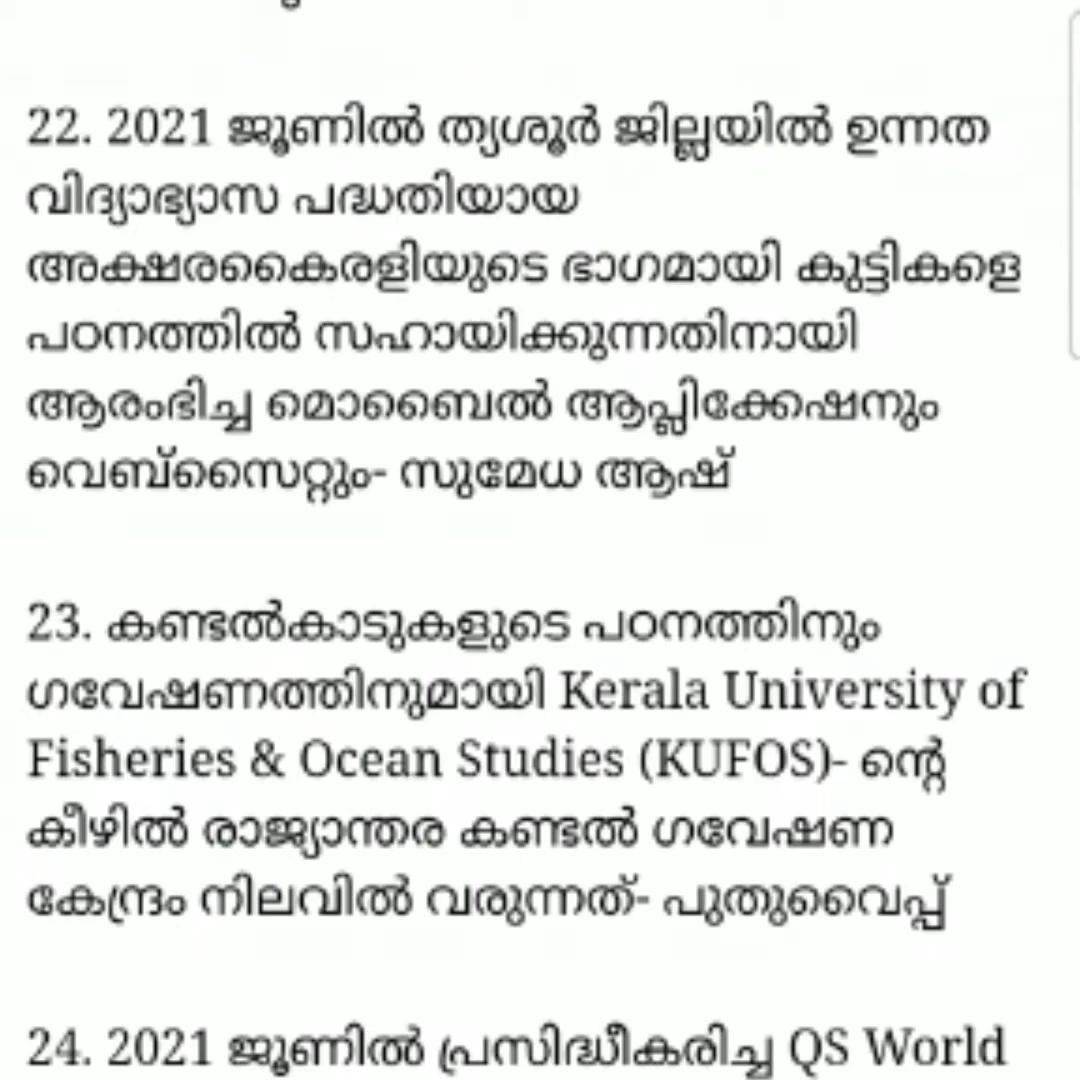 22. 2021 ജൂണിൽ ത്യശൂർ ജില്ലയിൽ ഉന്നത
വിദ്യാഭ്യാസ പദ്ധതിയായ
അക്ഷരകൈരളിയുടെ ഭാഗമായി കുട്ടികളെ
പഠനത്തിൽ സഹായിക്കുന്നതിനായി
ആരംഭിച്ച മൊബൈൽ ആപ്ലിക്കേഷനും
വെബ്സൈറ്റും- സുമേധ ആഷ്
23. കണ്ടൽകാടുകളുടെ പഠനത്തിനും
ഗവേഷണത്തിനുമായി Kerala University of
Fisheries & Ocean Studies (KUFOS)- ന്റെ
കീഴിൽ രാജ്യാന്തര കണ്ടൽ ഗവേഷണ
കേന്ദ്രം നിലവിൽ വരുന്നത്- പുതുവൈപ്പ്
24. 2021 ജൂണിൽ പ്രസിദ്ധീകരിച്ച QS World